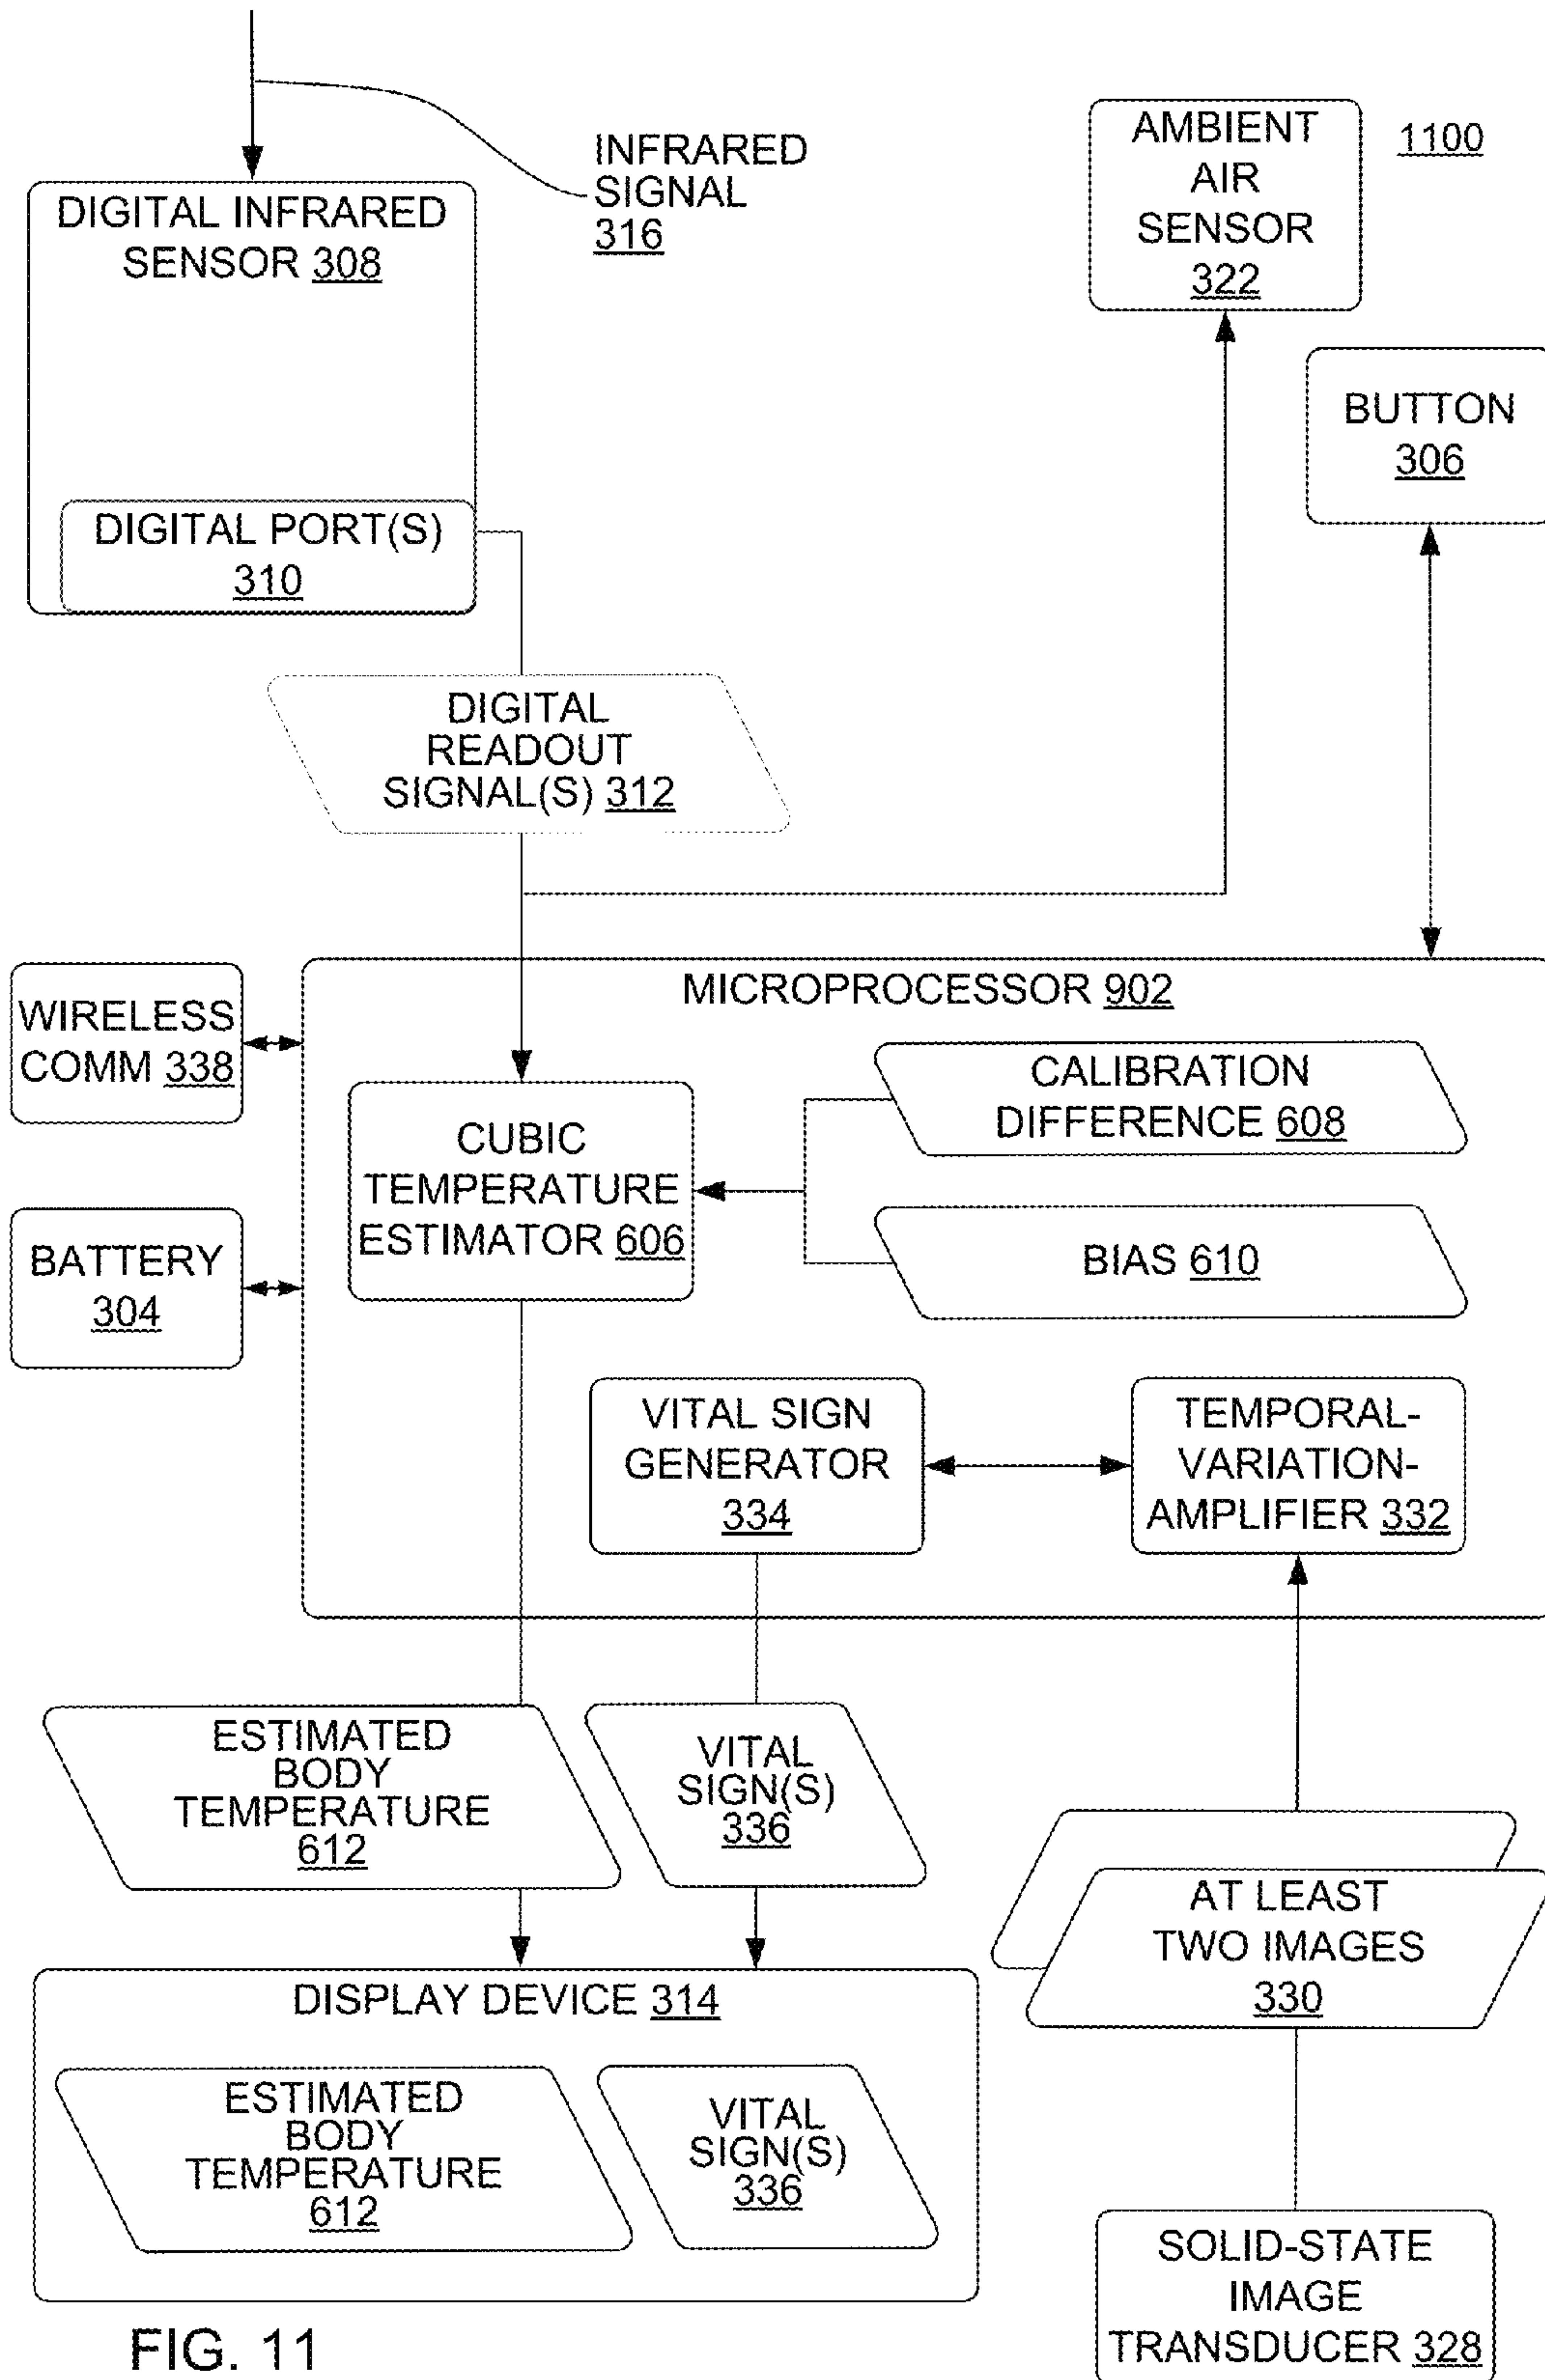 INFRARED
SIGNAL
316
AMBIENT
AIR
SENSOR
322
1100
DIGITAL INFRARED
SENSOR 308
BUTTON
306
DIGITAL PORT(S)
310
DIGITAL
READOUT
SIGNAL(S) 312
MICROPROCESSOR 902
WIRELESS
COMM 338
CALIBRATION
DIFFERENCE 608
CUBIC
TEMPERATURE
ESTIMATOR 606
BATTERY
304
BIAS 610
VITAL SIGN
GENERATOR
334
TEMPORAL-
VARIATION-
AMPLIFIER 332
ESTIMATED
BODY
TEMPERATURE
612
VITAL
SIGN(S)
336
AT LEAST
TWO IMAGES
330
DISPLAY DEVICE 314
ESTIMATED
BODY
TEMPERATURE
612
VITAL
SIGN(S)
336
SOLID-STATE
IMAGE
TRANSDUCER 328
FIG. 11